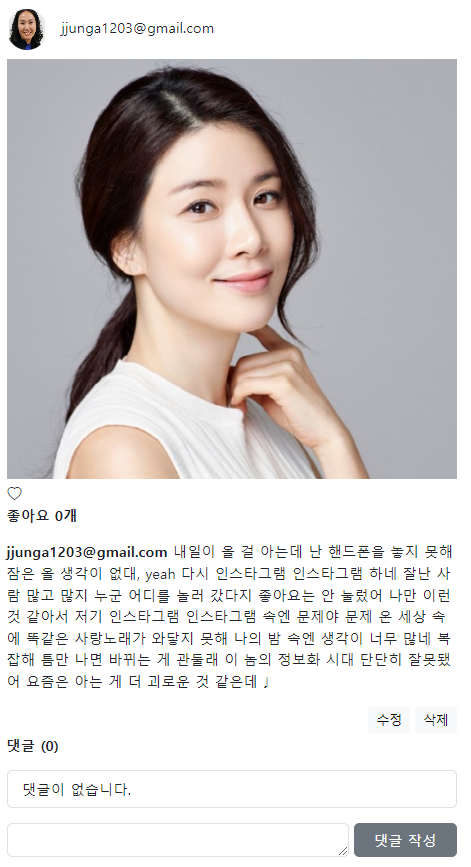 jjunga1203@gmail.com
좋아요 0개
jjunga1203@gmail.com 내일이 올 걸 아는데 난 핸드폰을 놓지 못해
잠은 올 생각이 없대, yeah 다시 인스타그램 인스타그램 하네 잘난 사
람 많고 많지 누군 어디를 놀러 갔다지 좋아요는 안 눌렀어 나만 이런
것 같아서 저기 인스타그램 인스타그램 속엔 문제야 문제 온 세상 속
에 똑같은 사랑노래가 와닿지 못해 나의 밤 속엔 생각이 너무 많네 복
잡해 틈만 나면 바뀌는 게 관둘래 이 놈의 정보화 시대 단단히 잘못됐
어 요즘은 아는 게 더 괴로운 것 같은데 ♩
수정 삭제
댓글 (0)
댓글이 없습니다.
댓글 작성